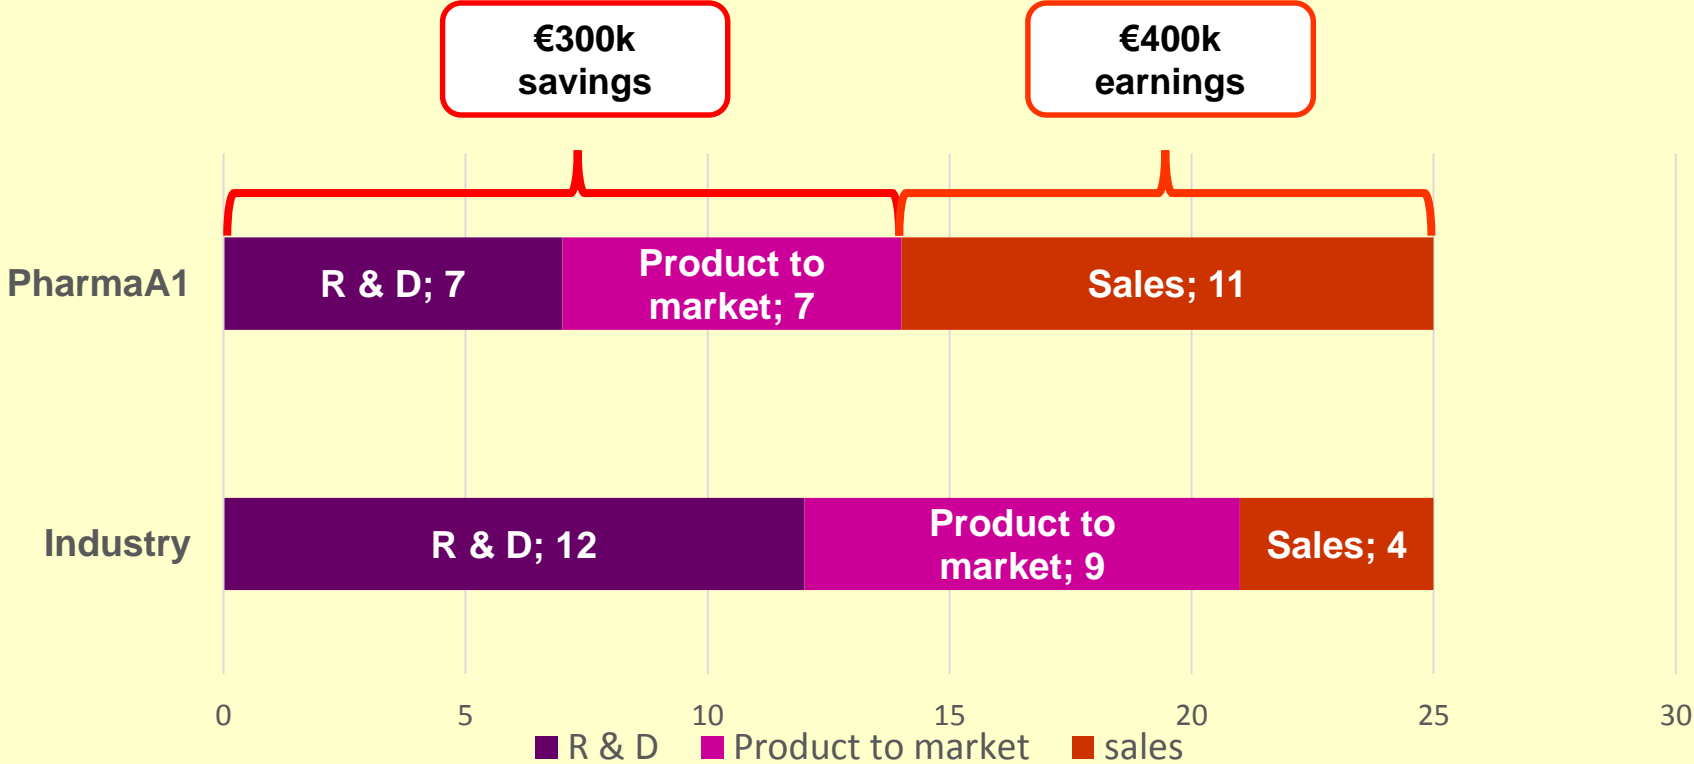 €300k
savings
€400k
earnings
PharmaA1
R & D; 7
Product to
market; 7
Sales; 11
Industry
R & D; 12
Product to
market; 9
Sales; 4
0 5 10 15 20 25 30
R & D Product to market sales